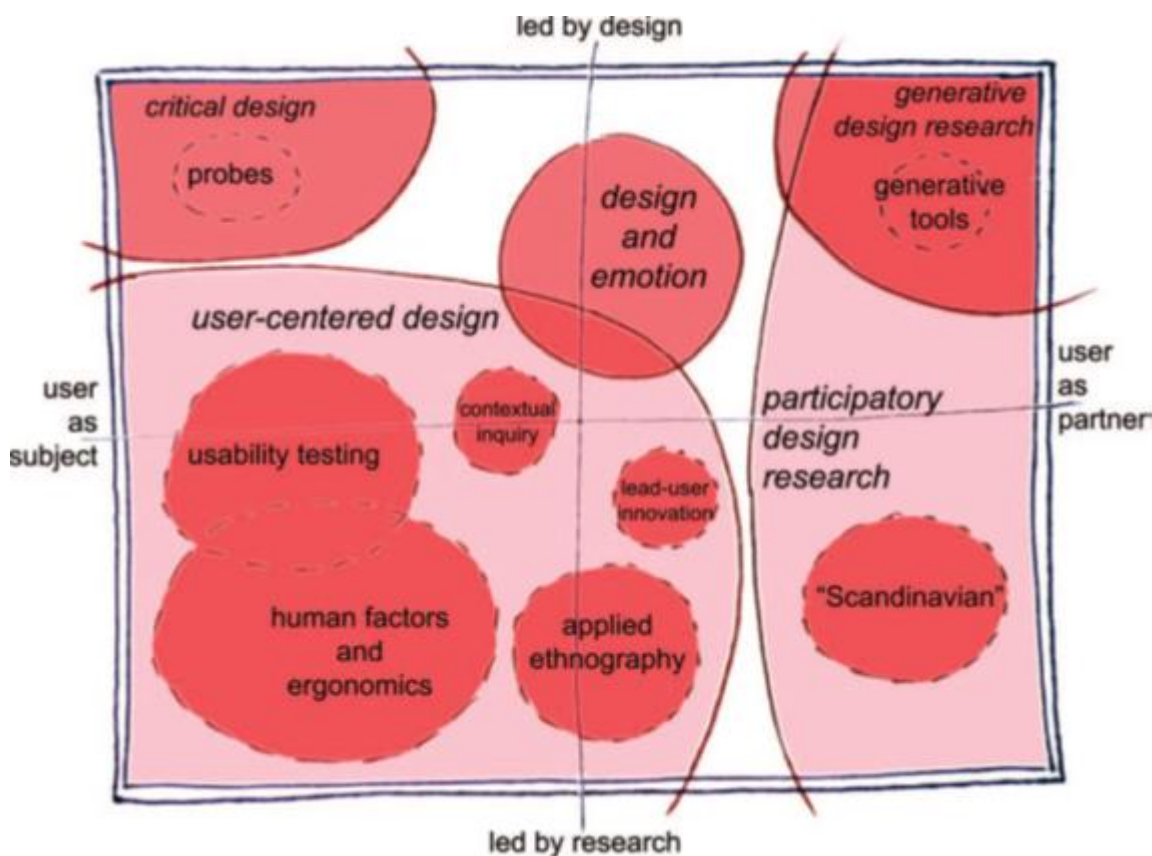 led by design
critical design
probes
generative
design research
generative
tools
design
and
emotion
user-centered design
user
as
subject
contextual
inquiry
usability testing
lead-user
innovation
participatory
design
research
user
as
partner
human factors
and
ergonomics
applied
ethnography
“Scandinavian”
led by research